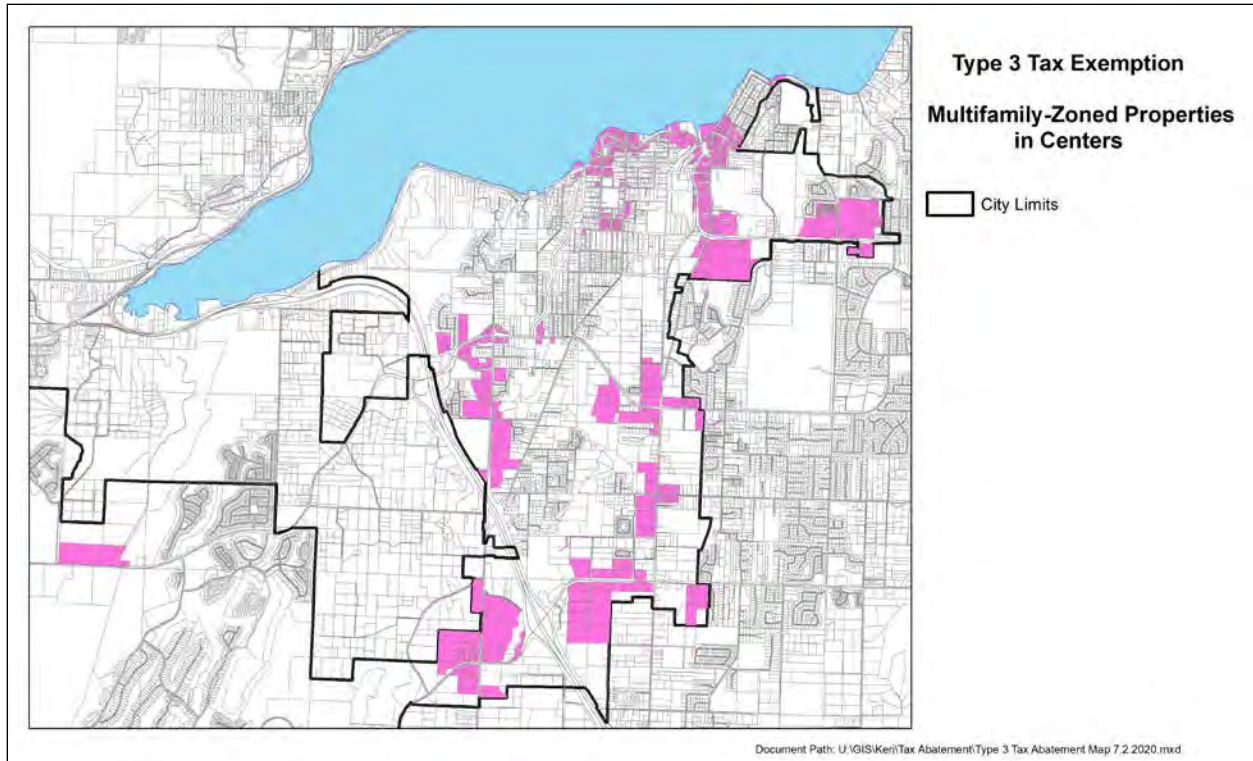 Type 3 Tax Exemption
Multifamily-Zoned Properties
in Centers
City Limits
Document Path: U:\GIS\Keri\Tax Abatement\Type 3 Tax Abatement Map 7.2.2020.mxd